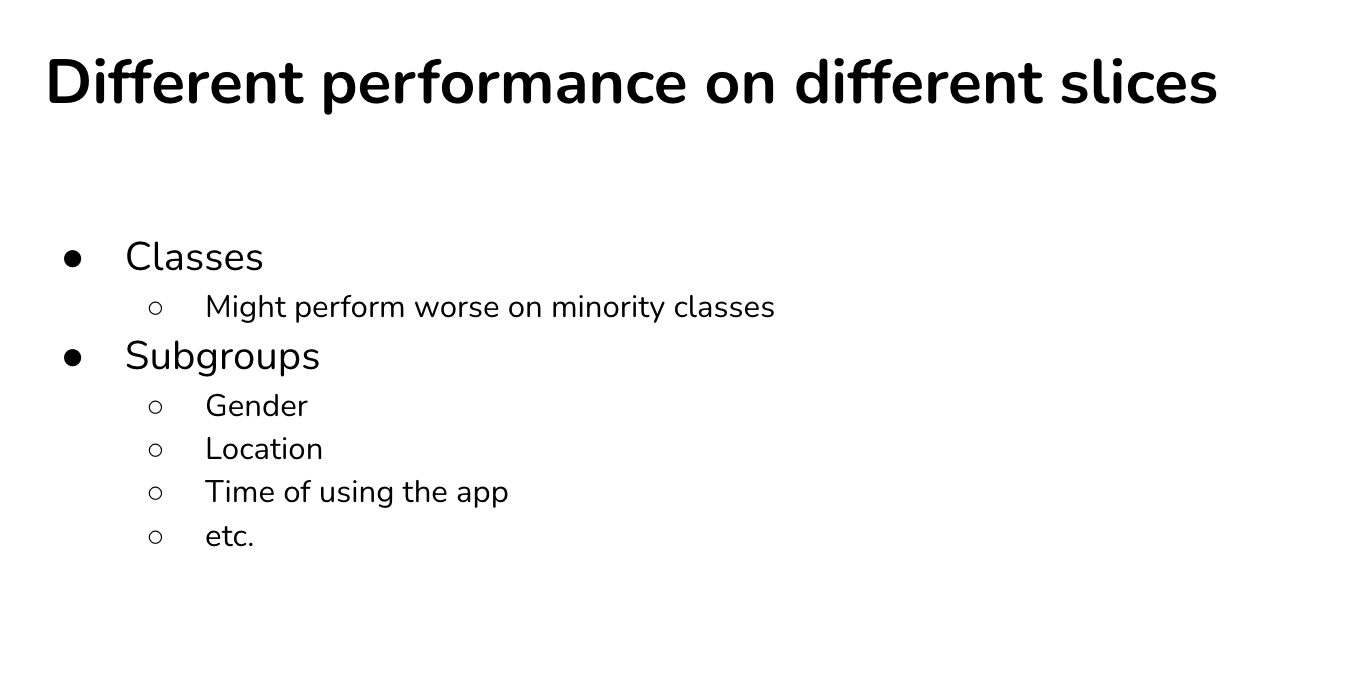 Different performance on different slices
● Classes
○ Might perform worse on minority classes
● Subgroups
○ Gender
○ Location
○ Time of using the app
○ etc.